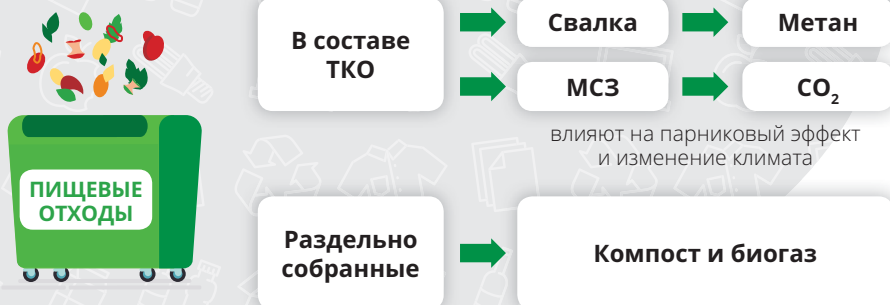 ПИЩЕВЫЕ
ОТХОДЫ
В составе
ТКО
Свалка
Метан
МСЗ
CO₂
влияют на парниковый эффект
и изменение климата
Раздельно
собранные
Компост и биогаз